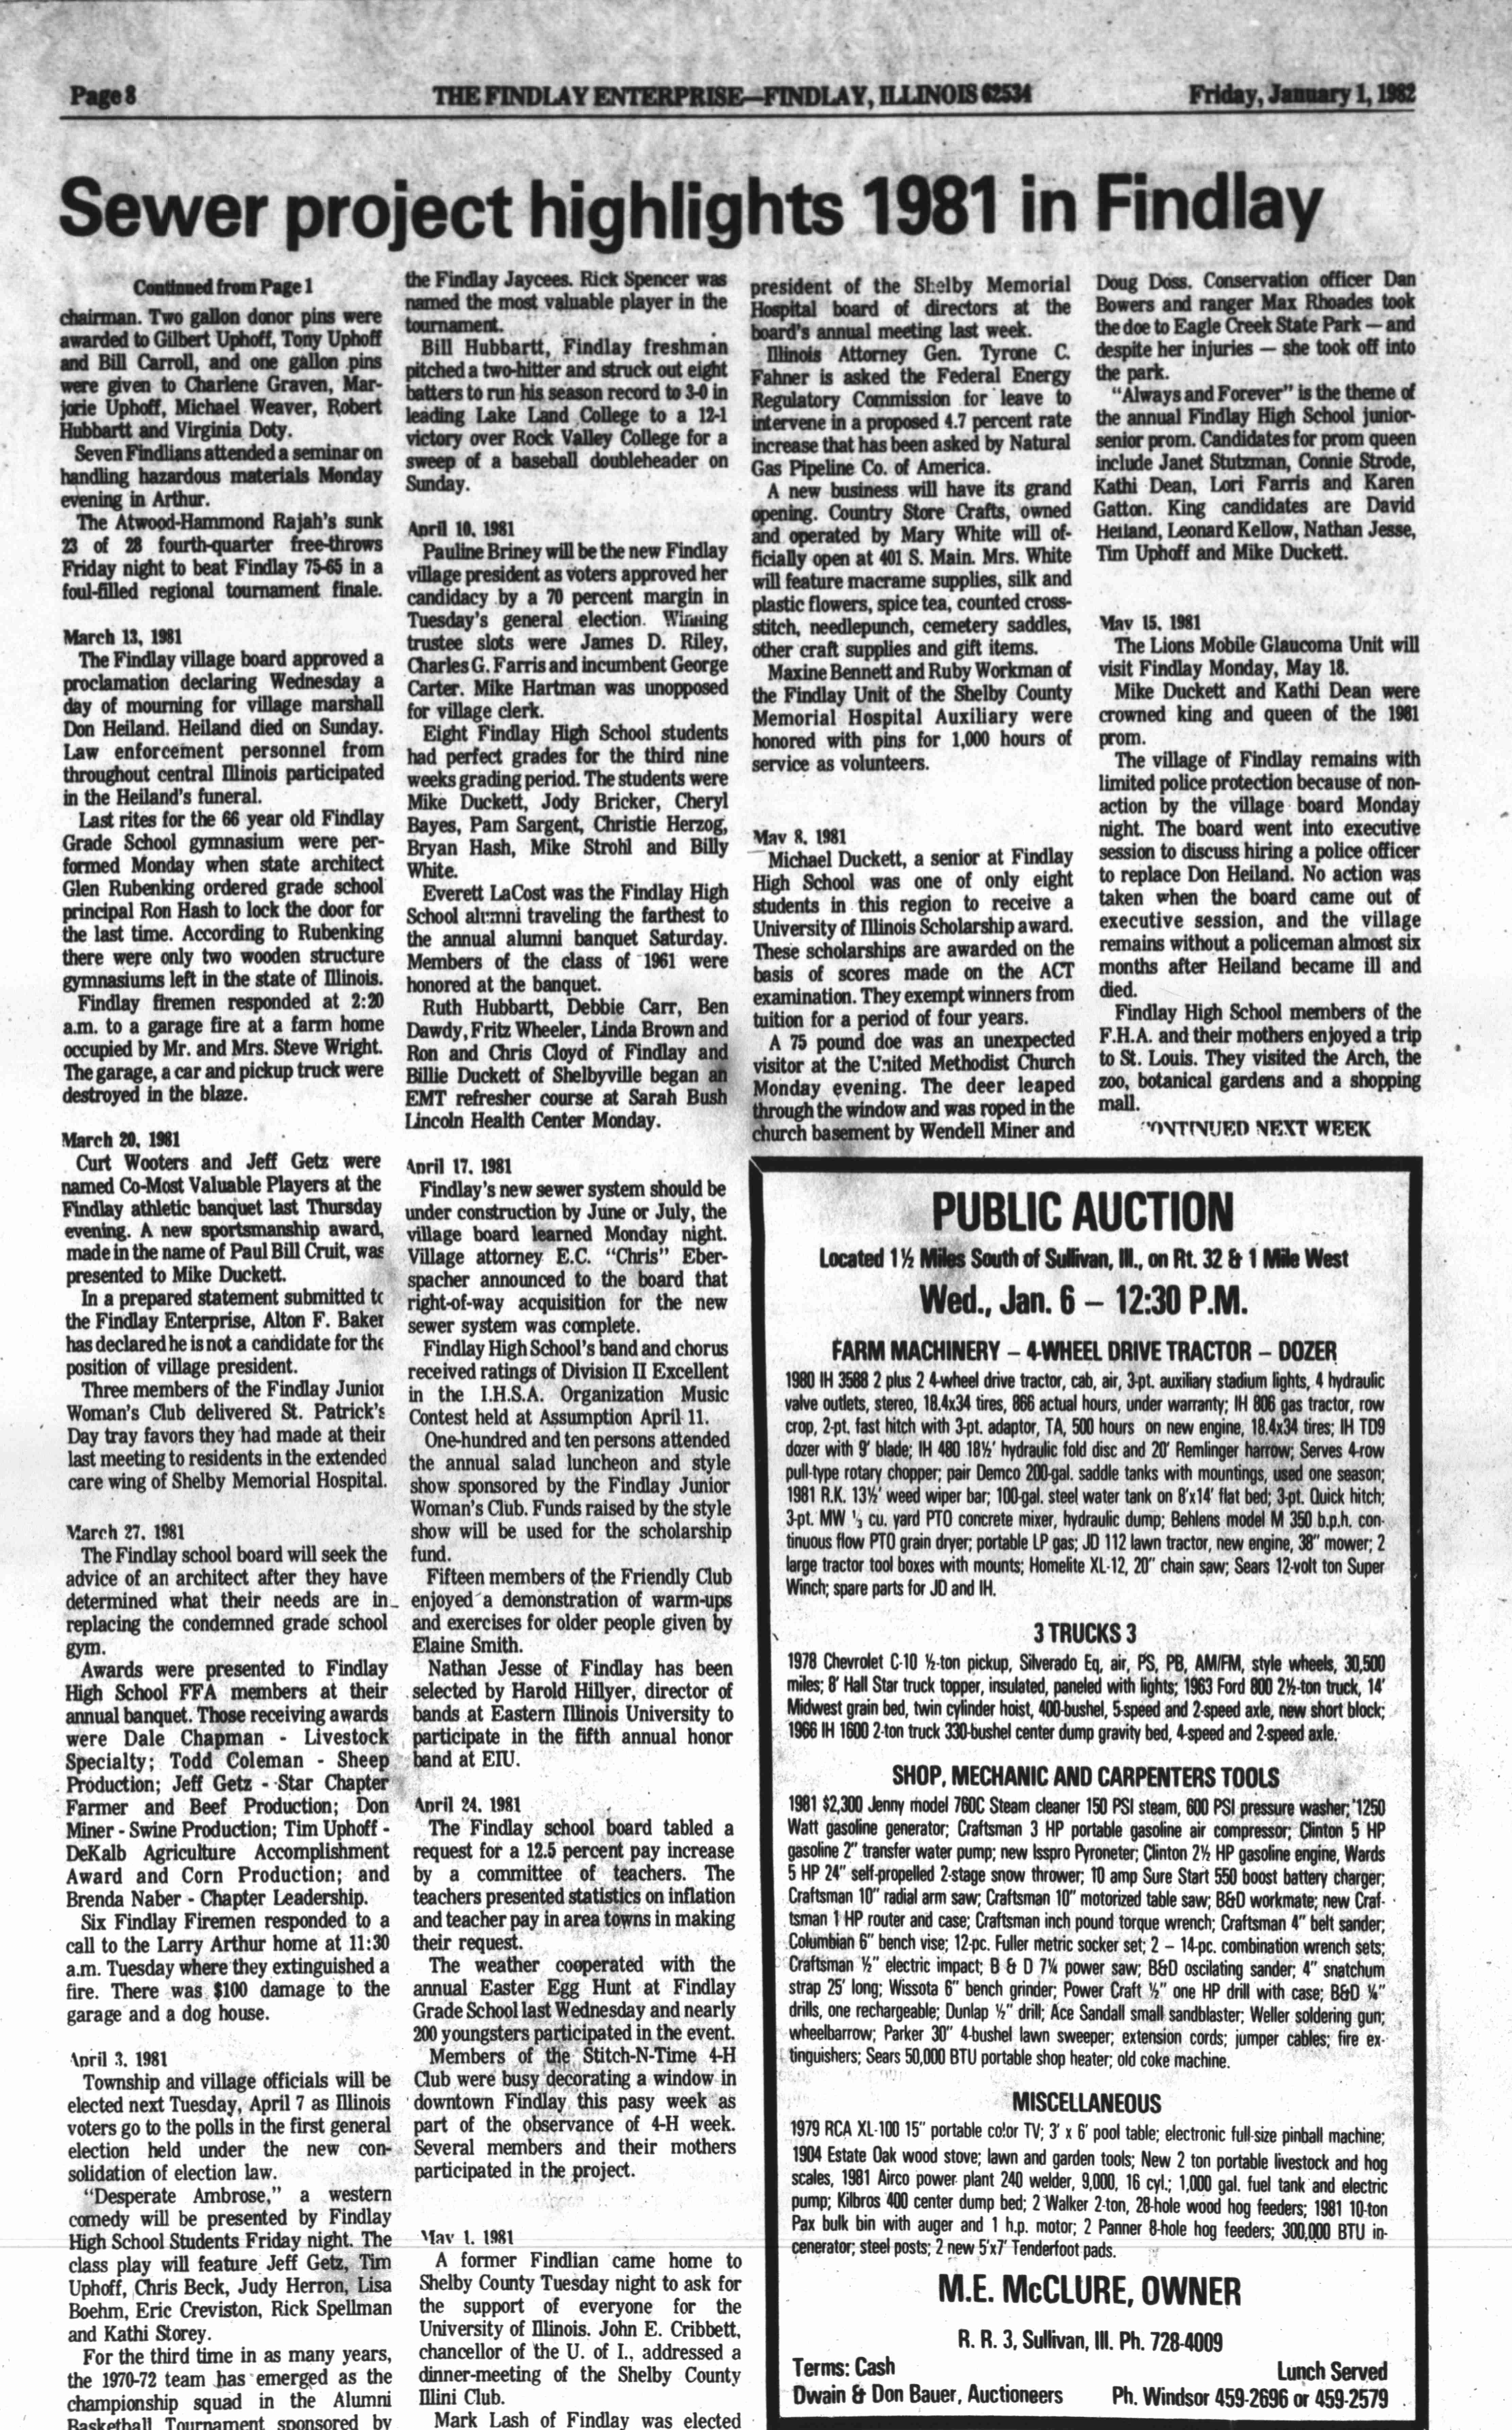 Page 8
THE FINDLAY ENTERPRISE—FINDLAY, ILLINOIS 62534
Friday, January 1, 1982
Sewer project highlights 1981 in Findlay
Continued from Page 1
chairman. Two gallon donor pins were
awarded to Gilbert Uphoff, Tony Uphoff
and Bill Carroll, and one gallon pins
were given to Charlene Graven, Mar-
jorie Uphoff, Michael Weaver, Robert
Hubbartt and Virginia Doty.
Seven Findlians attended a seminar on
handling hazardous materials Monday
evening in Arthur.
The Atwood-Hammond Rajah's sunk
23 of 28 fourth-quarter free-throws
Friday night to beat Findlay 75-65 in a
foul-filled regional tournament finale.
March 13, 1981
The Findlay village board approved a
proclamation declaring Wednesday a
day of mourning for village marshall
Don Heiland. Heiland died on Sunday.
Law enforcement personnel from
throughout central Illinois participated
in the Heiland's funeral.
Last rites for the 66 year old Findlay
Grade School gymnasium were per-
formed Monday when state architect
Glen Rubenking ordered grade school
principal Ron Hash to lock the door for
the last time. According to Rubenking
there were only two wooden structure
gymnasiums left in the state of Illinois.
Findlay firemen responded at 2:20
a.m. to a garage fire at a farm home
occupied by Mr. and Mrs. Steve Wright.
The garage, a car and pickup truck were
destroyed in the blaze.
March 20, 1981
Curt Wooters and Jeff Getz were
named Co-Most Valuable Players at the
Findlay athletic banquet last Thursday
evening. A new sportsmanship award,
made in the name of Paul Bill Cruit, was
presented to Mike Duckett.
In a prepared statement submitted to
the Findlay Enterprise, Alton F. Baker
has declared he is not a candidate for the
position of village president.
Three members of the Findlay Junior
Woman's Club delivered St. Patrick's
Day tray favors they had made at their
last meeting to residents in the extended
care wing of Shelby Memorial Hospital.
March 27, 1981
The Findlay school board will seek the
advice of an architect after they have
determined what their needs are in
replacing the condemned grade school
gym.
Awards were presented to Findlay
High School FFA members at their
annual banquet. Those receiving awards
were Dale Chapman - Livestock
Specialty; Todd Coleman - Sheep
Production; Jeff Getz - Star Chapter
Farmer and Beef Production; Don
Miner - Swine Production; Tim Uphoff -
DeKalb Agriculture Accomplishment
Award and Corn Production; and
Brenda Naber - Chapter Leadership.
Six Findlay Firemen responded to a
call to the Larry Arthur home at 11:30
a.m. Tuesday where they extinguished a
fire. There was $100 damage to the
garage and a dog house.
April 3, 1981
Township and village officials will be
elected next Tuesday, April 7 as Illinois
voters go to the polls in the first general
election held under the new con-
solidation of election law.
"Desperate Ambrose," a western
comedy will be presented by Findlay
High School Students Friday night. The
class play will feature Jeff Getz, Tim
Uphoff, Chris Beck, Judy Herron, Lisa
Boehm, Eric Creviston, Rick Spellman
and Kathi Storey.
For the third time in as many years,
the 1970-72 team has emerged as the
championship squad in the Alumni
Basketball Tournament sponsored by
the Findlay Jaycees. Rick Spencer was
named the most valuable player in the
tournament.
Bill Hubbartt, Findlay freshman
pitched a two-hitter and struck out eight
batters to run his season record to 3-0 in
leading Lake Land College to a 12-1
victory over Rock Valley College for a
sweep of a baseball doubleheader on
Sunday.
April 10, 1981
Pauline Briney will be the new Findlay
village president as voters approved her
candidacy by a 70 percent margin in
Tuesday's general election. Winning
trustee slots were James D. Riley,
Charles G. Farris and incumbent George
Carter. Mike Hartman was unopposed
for village clerk.
Eight Findlay High School students
had perfect grades for the third nine
weeks grading period. The students were
Mike Duckett, Jody Bricker, Cheryl
Bayes, Pam Sargent, Christie Herzog,
Bryan Hash, Mike Strohl and Billy
White.
Everett LaCost was the Findlay High
School alumni traveling the farthest to
the annual alumni banquet Saturday.
Members of the class of 1961 were
honored at the banquet.
Ruth Hubbartt, Debbie Carr, Ben
Dawdy, Fritz Wheeler, Linda Brown and
Ron and Chris Cloyd of Findlay and
Billie Duckett of Shelbyville began an
EMT refresher course at Sarah Bush
Lincoln Health Center Monday.
April 17, 1981
Findlay's new sewer system should be
under construction by June or July, the
village board learned Monday night.
Village attorney E.C. "Chris" Eber-
spacher announced to the board that
right-of-way acquisition for the new
sewer system was complete.
Findlay High School's band and chorus
received ratings of Division II Excellent
in the I.H.S.A. Organization Music
Contest held at Assumption April 11.
One-hundred and ten persons attended
the annual salad luncheon and style
show sponsored by the Findlay Junior
Woman's Club. Funds raised by the style
show will be used for the scholarship
fund.
Fifteen members of the Friendly Club
enjoyed a demonstration of warm-ups
and exercises for older people given by
Elaine Smith.
Nathan Jesse of Findlay has been
selected by Harold Hillyer, director of
bands at Eastern Illinois University to
participate in the fifth annual honor
band at EIU.
April 24, 1981
The Findlay school board tabled a
request for a 12.5 percent pay increase
by a committee of teachers. The
teachers presented statistics on inflation
and teacher pay in area towns in making
their request.
The weather cooperated with the
annual Easter Egg Hunt at Findlay
Grade School last Wednesday and nearly
200 youngsters participated in the event.
Members of the Stitch-N-Time 4-H
Club were busy decorating a window in
downtown Findlay this pasy week as
part of the observance of 4-H week.
Several members and their mothers
participated in the project.
May 1, 1981
A former Findlian came home to
Shelby County Tuesday night to ask for
the support of everyone for the
University of Illinois. John E. Cribbett,
chancellor of the U. of I., addressed a
dinner-meeting of the Shelby County
Illini Club.
Mark Lash of Findlay was elected
president of the Shelby Memorial
Hospital board of directors at the
board's annual meeting last week.
Illinois Attorney Gen. Tyrone C.
Fahner is asked the Federal Energy
Regulatory Commission for leave to
intervene in a proposed 4.7 percent rate
increase that has been asked by Natural
Gas Pipeline Co. of America.
A new business will have its grand
opening. Country Store Crafts, owned
and operated by Mary White will of-
ficially open at 401 S. Main. Mrs. White
will feature macrame supplies, silk and
plastic flowers, spice tea, counted cross-
stitch, needlepunch, cemetery saddles,
other craft supplies and gift items.
Maxine Bennett and Ruby Workman of
the Findlay Unit of the Shelby County
Memorial Hospital Auxiliary were
honored with pins for 1,000 hours of
service as volunteers.
May 8, 1981
Michael Duckett, a senior at Findlay
High School was one of only eight
students in this region to receive a
University of Illinois Scholarship award.
These scholarships are awarded on the
basis of scores made on the ACT
examination. They exempt winners from
tuition for a period of four years.
A 75 pound doe was an unexpected
visitor at the United Methodist Church
Monday evening. The deer leaped
through the window and was roped in the
church basement by Wendell Miner and
Doug Doss. Conservation officer Dan
Bowers and ranger Max Rhoades took
the doe to Eagle Creek State Park — and
despite her injuries — she took off into
the park.
"Always and Forever" is the theme of
the annual Findlay High School junior-
senior prom. Candidates for prom queen
include Janet Stutzman, Connie Strode,
Kathi Dean, Lori Farris and Karen
Gatton. King candidates are David
Heiland, Leonard Kellow, Nathan Jesse,
Tim Uphoff and Mike Duckett.
May 15, 1981
The Lions Mobile Glaucoma Unit will
visit Findlay Monday, May 18.
Mike Duckett and Kathi Dean were
crowned king and queen of the 1981
prom.
The village of Findlay remains with
limited police protection because of non-
action by the village board Monday
night. The board went into executive
session to discuss hiring a police officer
to replace Don Heiland. No action was
taken when the board came out of
executive session, and the village
remains without a policeman almost six
months after Heiland became ill and
died.
Findlay High School members of the
F.H.A. and their mothers enjoyed a trip
to St. Louis. They visited the Arch, the
zoo, botanical gardens and a shopping
mall.
CONTINUED NEXT WEEK
PUBLIC AUCTION
Located 1½ Miles South of Sullivan, Ill., on Rt. 32 & 1 Mile West
Wed., Jan. 6 – 12:30 P.M.
FARM MACHINERY – 4-WHEEL DRIVE TRACTOR – DOZER
1980 IH 3588 2 plus 2 4-wheel drive tractor, cab, air, 3-pt. auxiliary stadium lights, 4 hydraulic
valve outlets, stereo, 18.4x34 tires, 866 actual hours, under warranty; IH 806 gas tractor, row
crop, 2-pt. fast hitch with 3-pt. adaptor, TA, 500 hours on new engine, 18.4x34 tires; IH TD9
dozer with 9' blade; IH 480 18½' hydraulic fold disc and 20' Remlinger harrow; Serves 4-row
pull-type rotary chopper; pair Demco 200-gal. saddle tanks with mountings, used one season;
1981 R.K. 13½' weed wiper bar; 100-gal. steel water tank on 8'x14' flat bed; 3-pt. Quick hitch;
3-pt. MW ⅓ cu. yard PTO concrete mixer, hydraulic dump; Behlens model M 350 b.p.h. con-
tinuous flow PTO grain dryer; portable LP gas; JD 112 lawn tractor, new engine, 38" mower; 2
large tractor tool boxes with mounts; Homelite XL-12, 20" chain saw; Sears 12-volt ton Super
Winch; spare parts for JD and IH.
3 TRUCKS 3
1978 Chevrolet C-10 ½-ton pickup, Silverado Eq, air, PS, PB, AM/FM, style wheels, 30,500
miles; 8' Hall Star truck topper, insulated, paneled with lights; 1963 Ford 800 2½-ton truck, 14'
Midwest grain bed, twin cylinder hoist, 400-bushel, 5-speed and 2-speed axle, new short block;
1966 IH 1600 2-ton truck 330-bushel center dump gravity bed, 4-speed and 2-speed axle.
SHOP, MECHANIC AND CARPENTERS TOOLS
1981 $2,300 Jenny model 760C Steam cleaner 150 PSI steam, 600 PSI pressure washer; 1250
Watt gasoline generator; Craftsman 3 HP portable gasoline air compressor; Clinton 5 HP
gasoline 2" transfer water pump; new Isspro Pyroneter; Clinton 2½ HP gasoline engine, Wards
5 HP 24" self-propelled 2-stage snow thrower; 10 amp Sure Start 550 boost battery charger;
Craftsman 10" radial arm saw; Craftsman 10" motorized table saw; B&D workmate; new Craf-
tsman 1 HP router and case; Craftsman inch pound torque wrench; Craftsman 4" belt sander;
Columbian 6" bench vise; 12-pc. Fuller metric socker set; 2 – 14-pc. combination wrench sets;
Craftsman ½" electric impact; B & D 7¼ power saw; B&D oscilating sander; 4" snatchum
strap 25' long; Wissota 6" bench grinder; Power Craft ½" one HP drill with case; B&D ¼"
drills, one rechargeable; Dunlap ½" drill; Ace Sandall small sandblaster; Weller soldering gun;
wheelbarrow; Parker 30" 4-bushel lawn sweeper; extension cords; jumper cables; fire ex-
tinguishers; Sears 50,000 BTU portable shop heater; old coke machine.
MISCELLANEOUS
1979 RCA XL-100 15" portable color TV; 3' x 6' pool table; electronic full-size pinball machine;
1904 Estate Oak wood stove; lawn and garden tools; New 2 ton portable livestock and hog
scales, 1981 Airco power plant 240 welder, 9,000, 16 cyl.; 1,000 gal. fuel tank and electric
pump; Kilbros 400 center dump bed; 2 Walker 2-ton, 28-hole wood hog feeders; 1981 10-ton
Pax bulk bin with auger and 1 h.p. motor; 2 Panner 8-hole hog feeders; 300,000 BTU in-
cenerator; steel posts; 2 new 5'x7' Tenderfoot pads.
M.E. McCLURE, OWNER
R. R. 3, Sullivan, Ill. Ph. 728-4009
Terms: Cash
Lunch Served
Dwain & Don Bauer, Auctioneers
Ph. Windsor 459-2696 or 459-2579